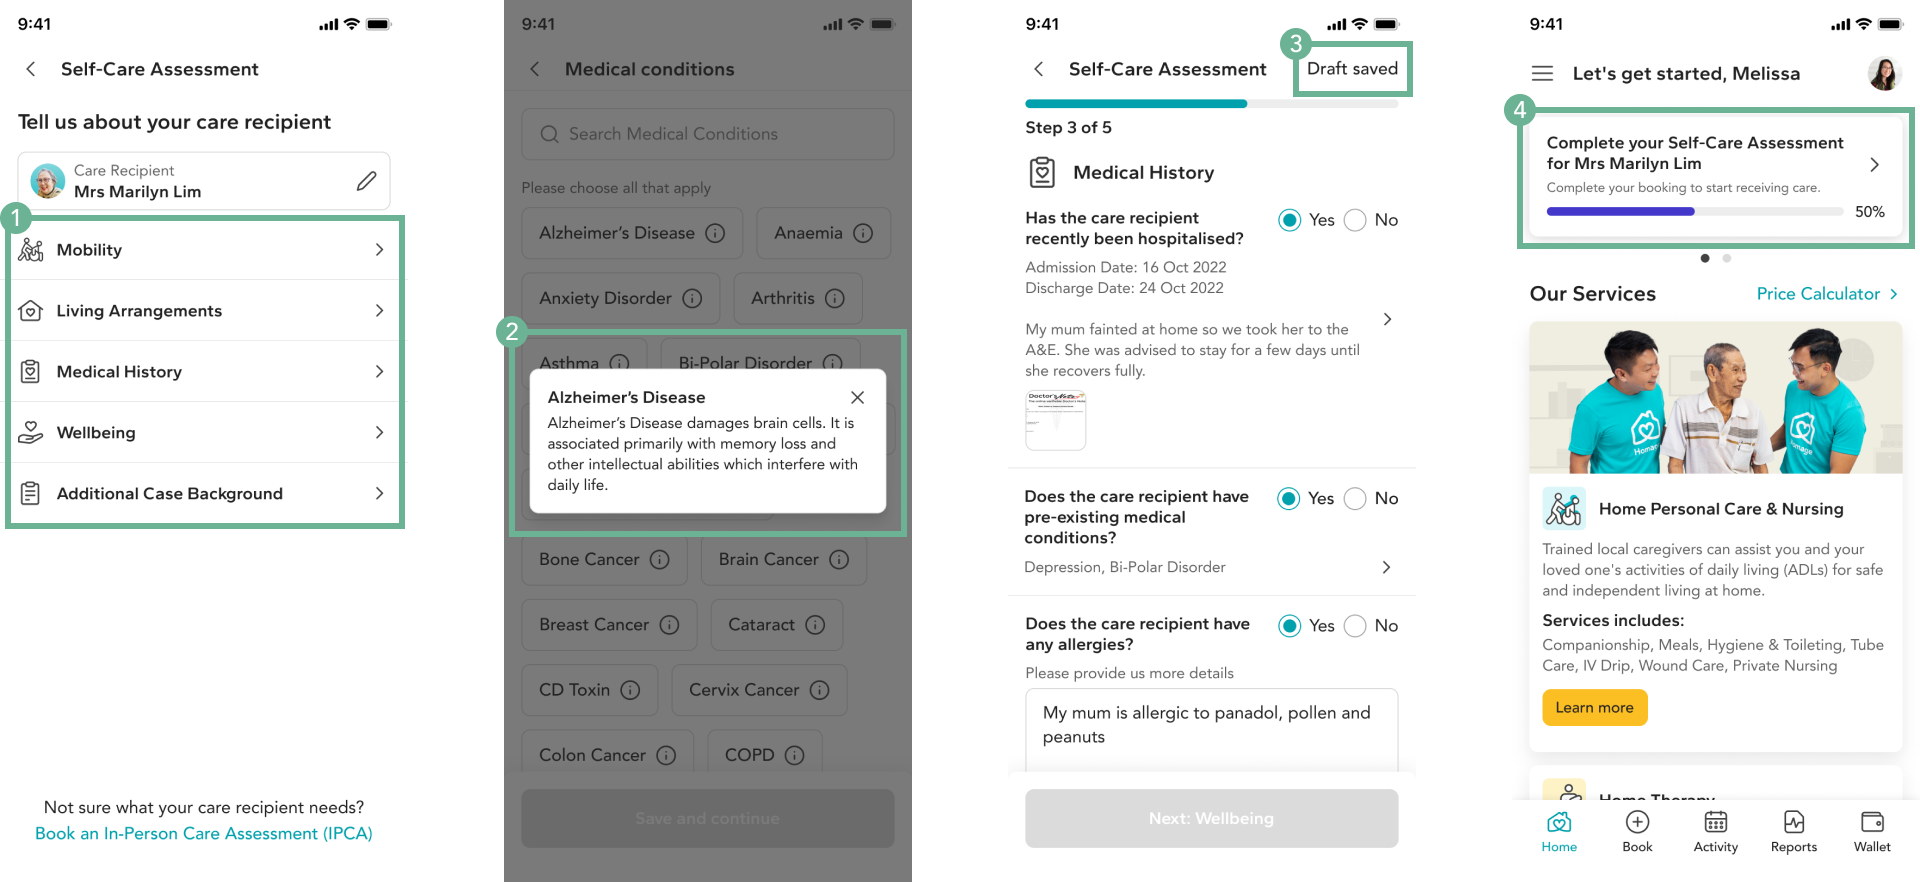 9:41
Self-Care Assessment
Tell us about your care recipient
Care Recipient
Mrs Marilyn Lim
1
Mobility
Living Arrangements
Medical History
Wellbeing
Additional Case Background
Not sure what your care recipient needs?
Book an In-Person Care Assessment (IPCA)
9:41
Medical conditions
Search Medical Conditions
Please choose all that apply
Alzheimer's Disease
Anaemia
Anxiety Disorder
Arthritis
2
Asthma
Bi-Polar Disorder
Alzheimer's Disease
Alzheimer's Disease damages brain cells. It is
associated primarily with memory loss and
other intellectual abilities which interfere with
daily life.
Bone Cancer
Brain Cancer
Breast Cancer
Cataract
CD Toxin
Cervix Cancer
Colon Cancer
COPD
Save and continue
9:41
3
Self-Care Assessment
Draft saved
Step 3 of 5
Medical History
Has the care recipient
recently been hospitalised?
Yes
No
Admission Date: 16 Oct 2022
Discharge Date: 24 Oct 2022
My mum fainted at home so we took her to the
A&E. She was advised to stay for a few days until
she recovers fully.
Doctor's Note
Does the care recipient have
pre-existing medical
conditions?
Yes
No
Depression, Bi-Polar Disorder
Does the care recipient have
any allergies?
Yes
No
Please provide us more details
My mum is allergic to panadol, pollen and
peanuts
Next: Wellbeing
9:41
Let's get started, Melissa
4
Complete your Self-Care Assessment
for Mrs Marilyn Lim
Complete your booking to start receiving care.
50%
Our Services
Price Calculator
Home Personal Care & Nursing
Trained local caregivers can assist you and your
loved one's activities of daily living (ADLs) for safe
and independent living at home.
Services includes:
Companionship, Meals, Hygiene & Toileting, Tube
Care, IV Drip, Wound Care, Private Nursing
Learn more
Home Therapy
Home
Book
Activity
Reports
Wallet